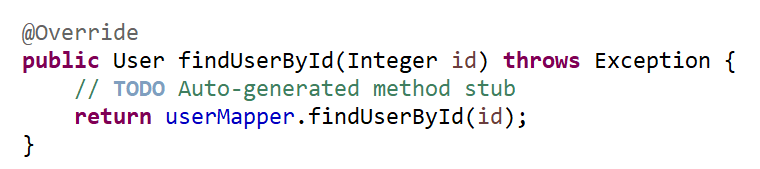 @Override
public User findUserById(Integer id) throws Exception {
    // TODO Auto-generated method stub
    return userMapper.findUserById(id);
}